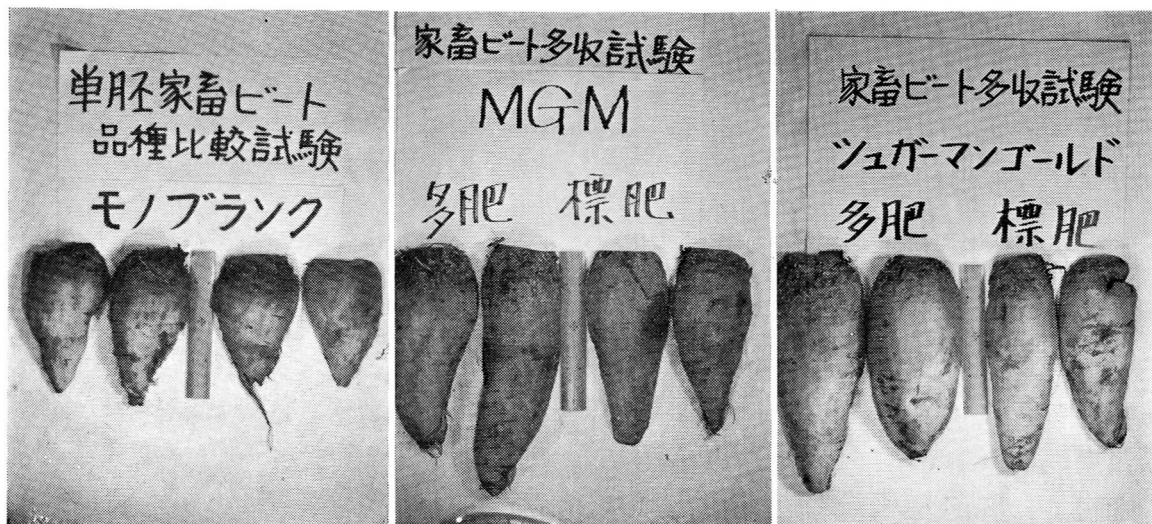 単胚家畜ビート
品種比較試験
モノブランク
家畜ビート多収試験
MGM
多肥 標肥
家畜ビート多収試験
シュガーマンゴールド
多肥 標肥